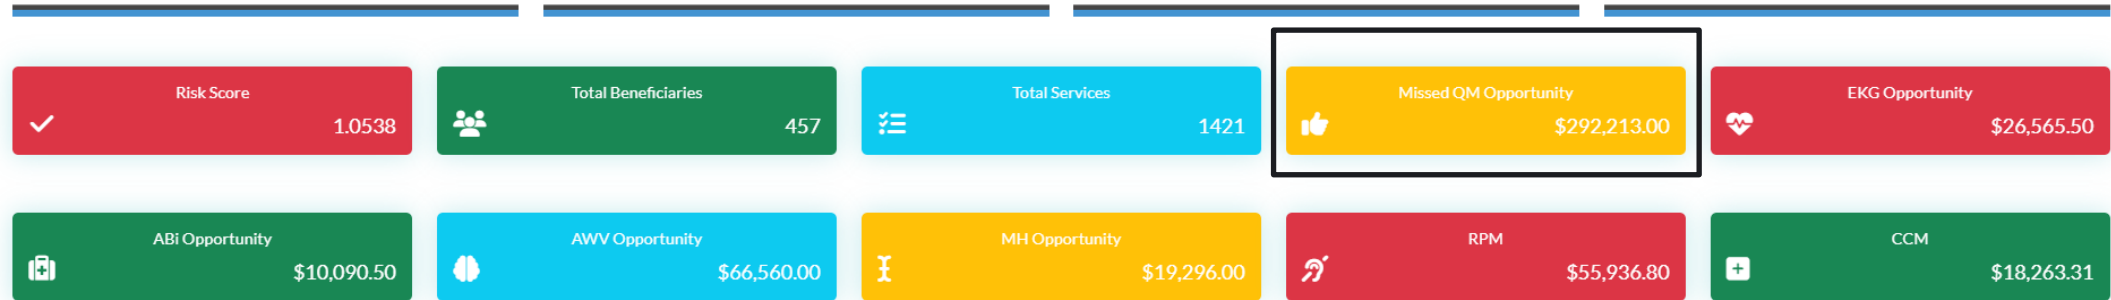 Risk Score
1.0538
Total Beneficiaries
457
Total Services
1421
Missed QM Opportunity
$292,213.00
EKG Opportunity
$26,565.50
ABi Opportunity
$10,090.50
AWV Opportunity
$66,560.00
MH Opportunity
$19,296.00
RPM
$55,936.80
CCM
$18,263.31